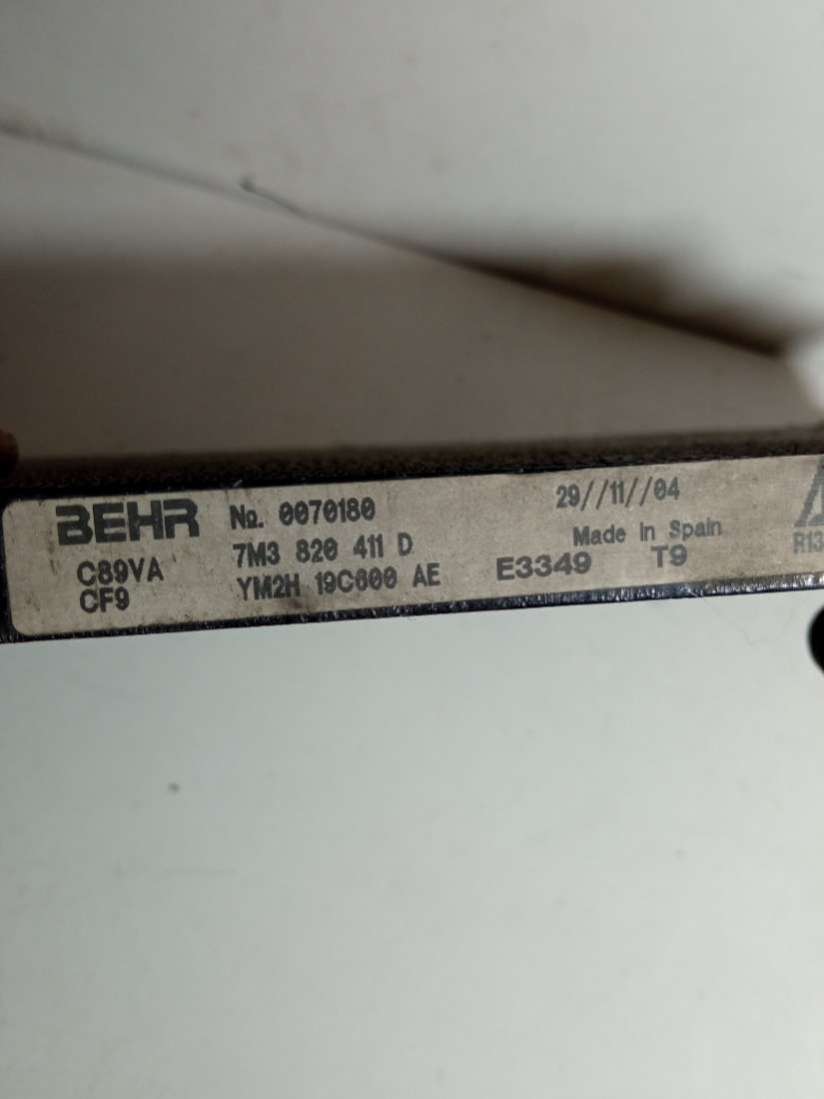 BEHR No. 0070180 29//11//04
7M3 820 411 D Made in Spain
C89VA
YM2H 19C600 AE E3349 T9
CF9
R13